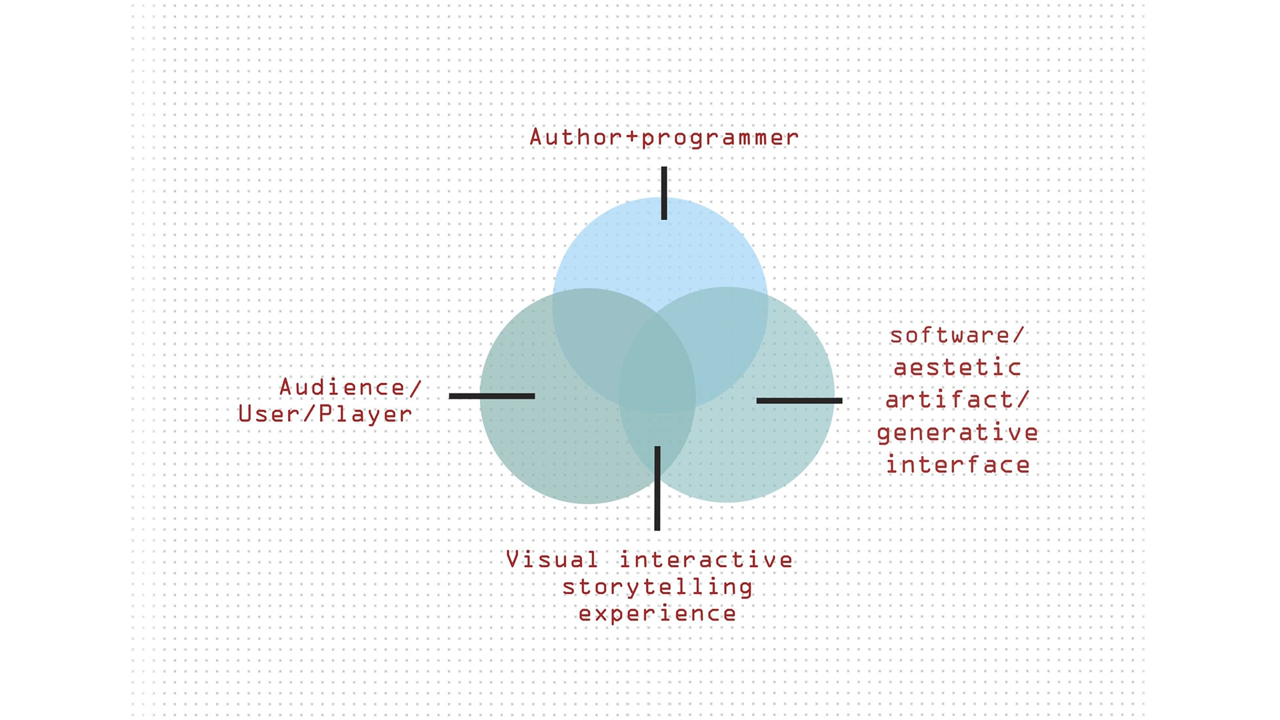 Author+programmer
Audience/
User/Player
software/
aestetic
artifact/
generative
interface
Visual interactive
storytelling
experience